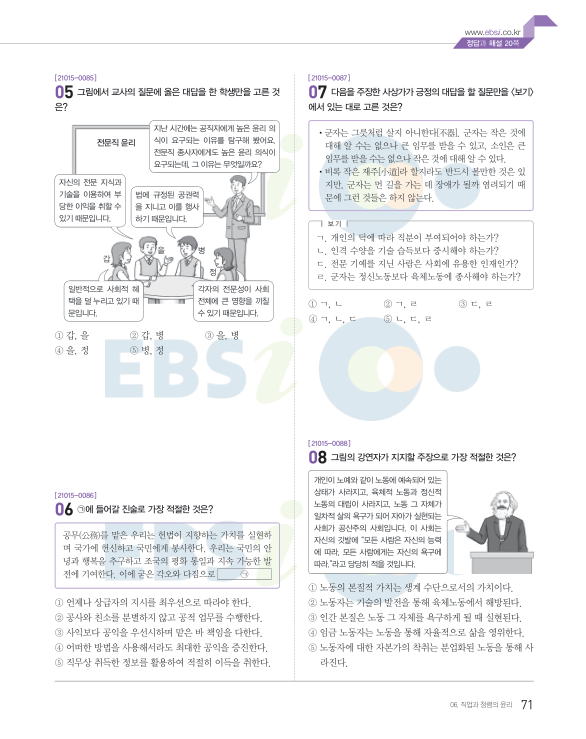 www.ebsi.co.kr
정답과 해설 20쪽
[21015-0085]
05 그림에서 교사의 질문에 옳은 대답을 한 학생만을 고른 것
은?
전문직 윤리
지난 시간에는 공직자에게 높은 윤리 의
식이 요구되는 이유를 탐구해 봤어요.
전문직 종사자에게도 높은 윤리 의식이
요구되는데, 그 이유는 무엇일까요?
자신의 전문 지식과
기술을 이용하여 부
당한 이익을 취할 수
있기 때문입니다.
법에 규정된 공권력
을 지니고 이를 행사
하기 때문입니다.
갑
을
병
정
일반적으로 사회적 혜
택을 덜 누리고 있기 때
문입니다.
각자의 전문성이 사회
전체에 큰 영향을 끼칠
수 있기 때문입니다.
① 갑, 을
② 갑, 병
③ 을, 병
④ 을, 정
⑤ 병, 정
[21015-0086]
06 ㉠에 들어갈 진술로 가장 적절한 것은?
공무(公務)를 맡은 우리는 헌법이 지향하는 가치를 실현하
며 국가에 헌신하고 국민에게 봉사한다. 우리는 국민의 안
녕과 행복을 추구하고 조국의 평화 통일과 지속 가능한 발
전에 기여한다. 이에 굳은 각오와 다짐으로 ㉠
① 언제나 상급자의 지시를 최우선으로 따라야 한다.
② 공사와 친소를 분별하지 않고 공적 업무를 수행한다.
③ 사익보다 공익을 우선시하며 맡은 바 책임을 다한다.
④ 어떠한 방법을 사용해서라도 최대한 공익을 증진한다.
⑤ 직무상 취득한 정보를 활용하여 적절히 이득을 취한다.
[21015-0087]
07 다음을 주장한 사상가가 긍정의 대답을 할 질문만을 〈보기〉
에서 있는 대로 고른 것은?
• 군자는 그릇처럼 살지 아니한다[不器]. 군자는 작은 것에
대해 알 수는 없으나 큰 임무를 받을 수 있고, 소인은 큰
임무를 받을 수는 없으나 작은 것에 대해 알 수 있다.
• 비록 작은 재주[小道]라 할지라도 반드시 볼만한 것은 있
지만, 군자는 먼 길을 가는 데 장애가 될까 염려되기 때
문에 그런 것들은 하지 않는다.
보기
ㄱ. 개인의 덕에 따라 직분이 부여되어야 하는가?
ㄴ. 인격 수양을 기술 습득보다 중시해야 하는가?
ㄷ. 전문 기예를 지닌 사람은 사회에 유용한 인재인가?
ㄹ. 군자는 정신노동보다 육체노동에 종사해야 하는가?
① ㄱ, ㄴ
② ㄱ, ㄹ
③ ㄷ, ㄹ
④ ㄱ, ㄴ, ㄷ
⑤ ㄴ, ㄷ, ㄹ
[21015-0088]
08 그림의 강연자가 지지할 주장으로 가장 적절한 것은?
개인이 노예와 같이 노동에 예속되어 있는
상태가 사라지고, 육체적 노동과 정신적
노동의 대립이 사라지고, 노동 그 자체가
일차적 삶의 욕구가 되어 자아가 실현되는
사회가 공산주의 사회입니다. 이 사회는
자신의 깃발에 "모든 사람은 자신의 능력
에 따라, 모든 사람에게는 자신의 욕구에
따라."라고 당당히 적을 것입니다.
① 노동의 본질적 가치는 생계 수단으로서의 가치이다.
② 노동자는 기술의 발전을 통해 육체노동에서 해방된다.
③ 인간 본질은 노동 그 자체를 욕구하게 될 때 실현된다.
④ 임금 노동자는 노동을 통해 자율적으로 삶을 영위한다.
⑤ 노동자에 대한 자본가의 착취는 분업화된 노동을 통해 사
라진다.
EBSi
06. 직업과 청렴의 윤리 71